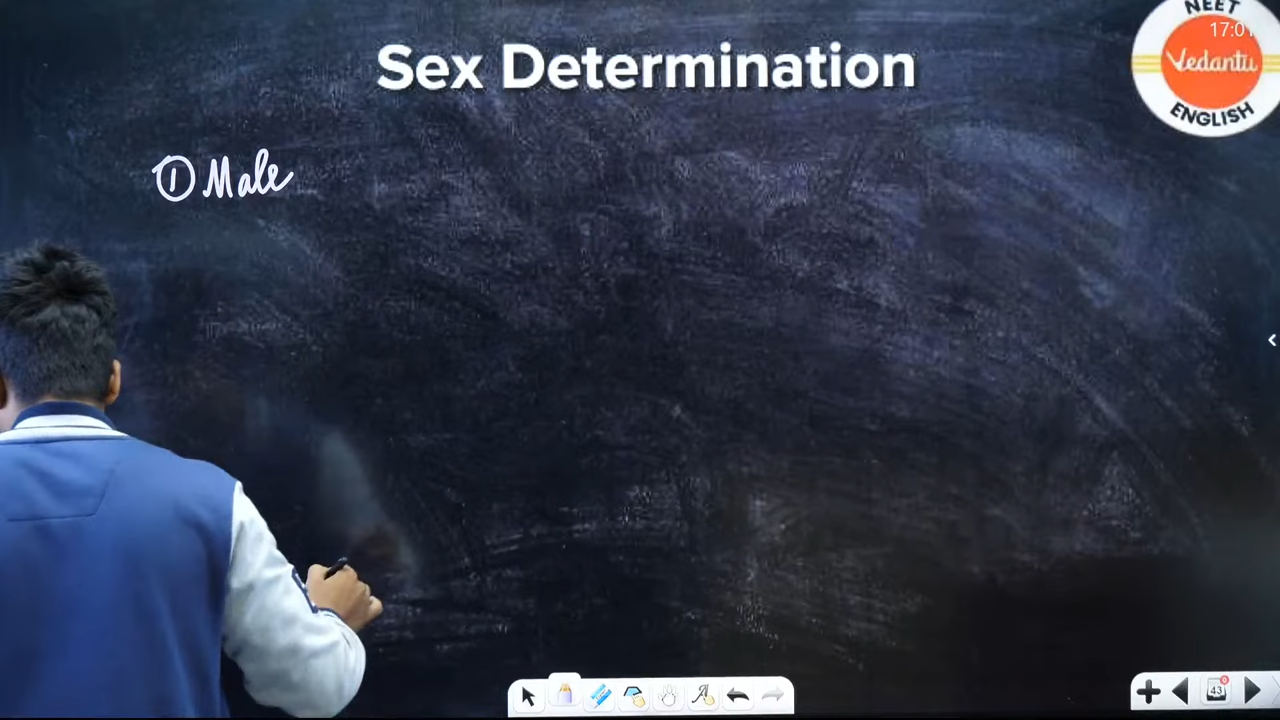 Sex Determination
NEET
17:01
Vedantu
ENGLISH
① Male
43